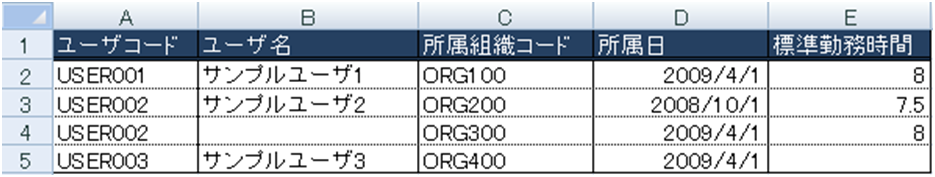 A B C D E
1 ユーザコード ユーザ名 所属組織コード 所属日 標準勤務時間
2 USER001 サンプルユーザ1 ORG100 2009/4/1 8
3 USER002 サンプルユーザ2 ORG200 2008/10/1 7.5
4 USER002 ORG300 2009/4/1 8
5 USER003 サンプルユーザ3 ORG400 2009/4/1